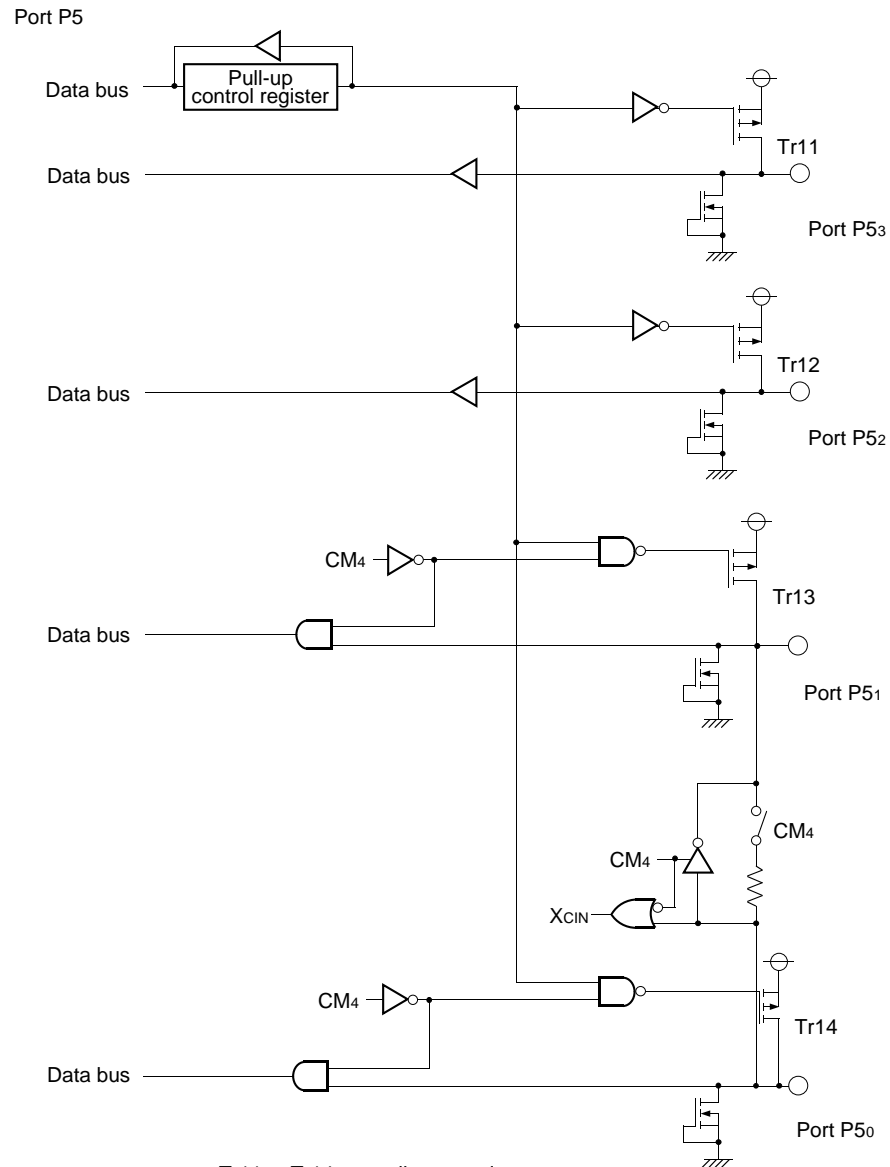 Port P5
Data bus
Pull-up
control register
Tr11
Data bus
Port P53
Tr12
Data bus
Port P52
CM4
Tr13
Data bus
Port P51
CM4
CM4
XCIN
CM4
Tr14
Data bus
Port P50